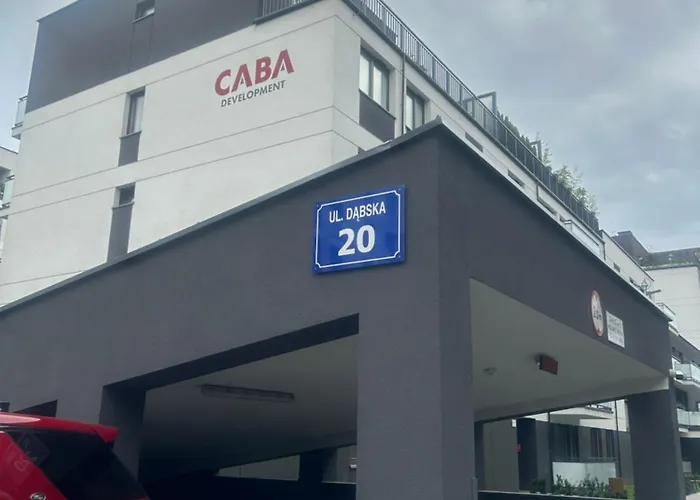 CABA
DEVELOPMENT
UL. DĄBSKA
20